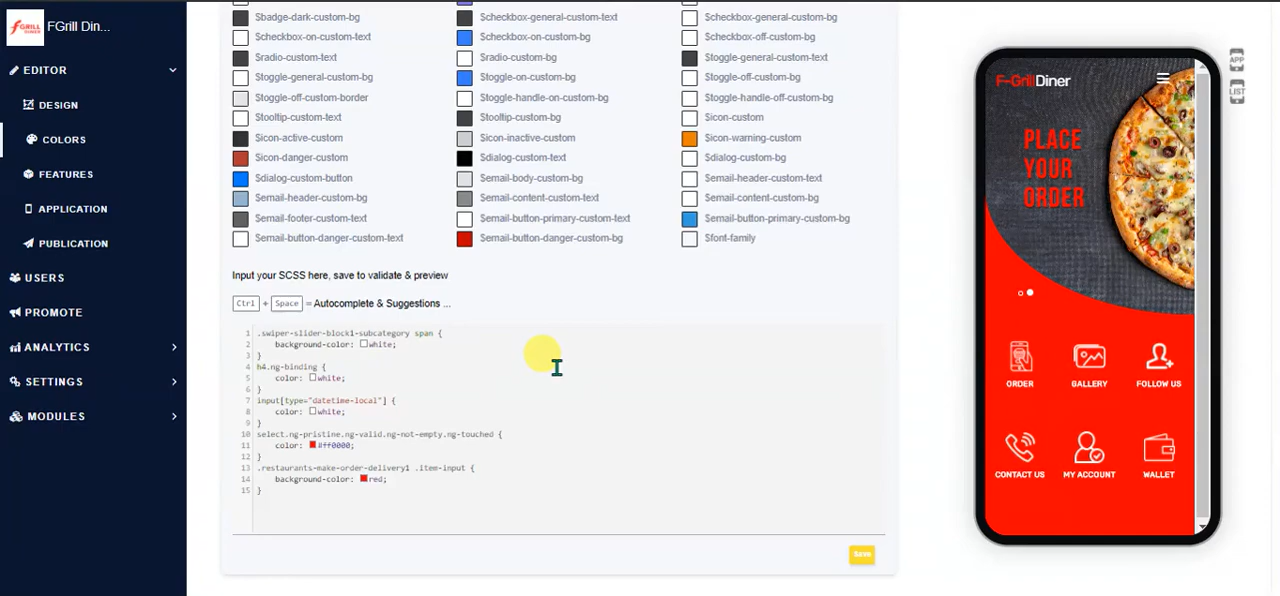 FGRILL
DINER
FGrill Din...
EDITOR
DESIGN
COLORS
FEATURES
APPLICATION
PUBLICATION
USERS
PROMOTE
ANALYTICS
SETTINGS
MODULES
$badge-dark-custom-bg $checkbox-general-custom-text $checkbox-general-custom-bg
$checkbox-on-custom-text $checkbox-on-custom-bg $checkbox-off-custom-bg
$radio-custom-text $radio-custom-bg $toggle-general-custom-text
$toggle-general-custom-bg $toggle-on-custom-bg $toggle-off-custom-bg
$toggle-off-custom-border $toggle-handle-on-custom-bg $toggle-handle-off-custom-bg
$tooltip-custom-text $tooltip-custom-bg $icon-custom
$icon-active-custom $icon-inactive-custom $icon-warning-custom
$icon-danger-custom $dialog-custom-text $dialog-custom-bg
$dialog-custom-button $email-body-custom-bg $email-header-custom-text
$email-header-custom-bg $email-content-custom-text $email-content-custom-bg
$email-footer-custom-text $email-button-primary-custom-text $email-button-primary-custom-bg
$email-button-danger-custom-text $email-button-danger-custom-bg $font-family
Input your SCSS here, save to validate & preview
Ctrl + Space = Autocomplete & Suggestions ...
1 .swiper-slider-block1-subcategory span {
2 background-color: white;
3 }
4 h4.ng-binding {
5 color: white;
6 }
7 input[type="datetime-local"] {
8 color: white;
9 }
10 select.ng-pristine.ng-valid.ng-not-empty.ng-touched {
11 color: #ff0000;
12 }
13 .restaurants-make-order-delivery1 .item-input {
14 background-color: red;
15 }
Save
F-GrillDiner
PLACE
YOUR
ORDER
ORDER GALLERY FOLLOW US
CONTACT US MY ACCOUNT WALLET
APP
LIST